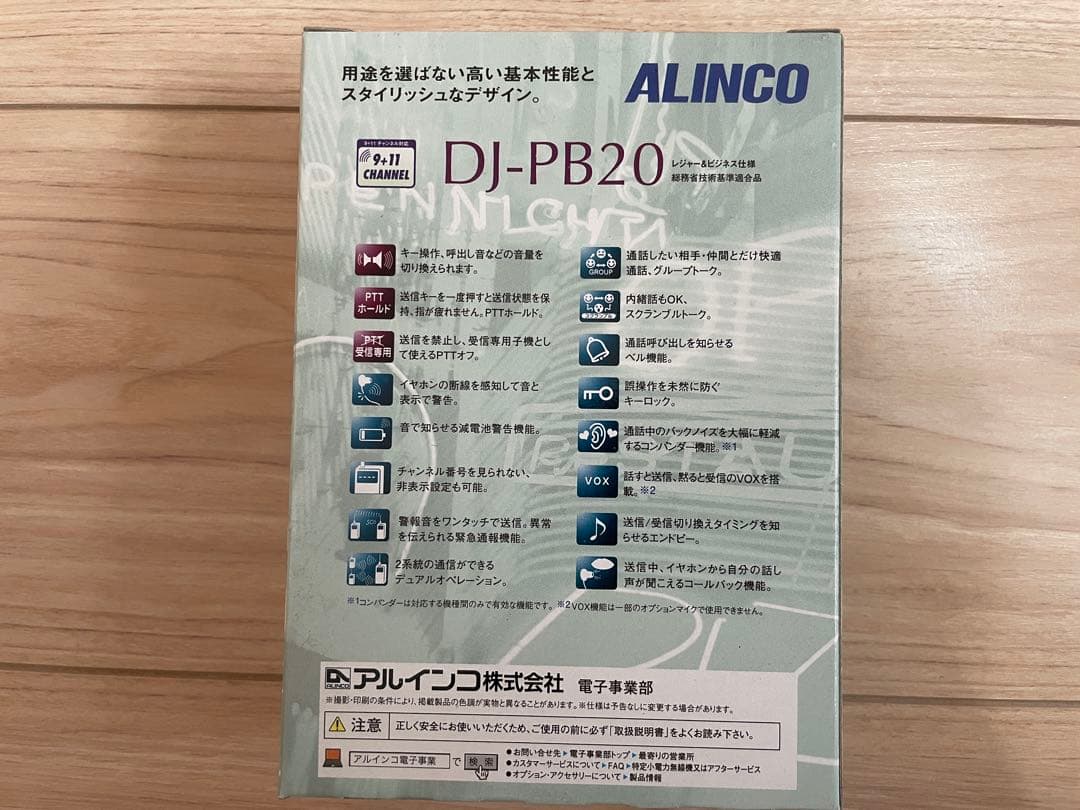 用途を選ばない高い基本性能と
スタイリッシュなデザイン。
ALINCO
9+11 チャンネル対応
9+11
CHANNEL
DJ-PB20
レジャー&ビジネス仕様
総務省技術基準適合品
PENNICHT
キー操作、呼出し音などの音量を
切り換えられます。
PTT
ホールド
送信キーを一度押すと送信状態を保
持、指が疲れません。PTTホールド。
PTT
受信専用
送信を禁止し、受信専用子機とし
て使えるPTTオフ。
イヤホンの断線を感知して音と
表示で警告。
音で知らせる減電池警告機能。
チャンネル番号を見られない、
非表示設定も可能。
SOS
警報音をワンタッチで送信。異常
を伝えられる緊急通報機能。
2系統の通信ができる
デュアルオペレーション。
GROUP
通話したい相手・仲間とだけ快適
通話、グループトーク。
スクランブル
内緒話もOK、
スクランブルトーク。
通話呼び出しを知らせる
ベル機能。
誤操作を未然に防ぐ
キーロック。
通話中のバックノイズを大幅に軽減
するコンパンダー機能。※1
VOX
話すと送信、黙ると受信のVOXを搭
載。※2
送信/受信切り換えタイミングを知
らせるエンドピー。
送信中、イヤホンから自分の話し
声が聞こえるコールバック機能。
※1コンパンダーは対応する機種間のみで有効な機能です。 ※2VOX機能は一部のオプションマイクで使用できません。
ALINCO アルインコ株式会社 電子事業部
※撮影・印刷の条件により、掲載製品の色調が実物と異なることがあります。※仕様は予告なしに変更する場合があります。
注意 正しく安全にお使いいただくため、ご使用の前に必ず「取扱説明書」をよくお読み下さい。
アルインコ電子事業 で 検索
●お問い合せ先▶電子事業部トップ▶最寄りの営業所
●カスタマーサービスについて▶FAQ▶特定小電力無線機又はアフターサービス
●オプション・アクセサリーについて▶製品情報